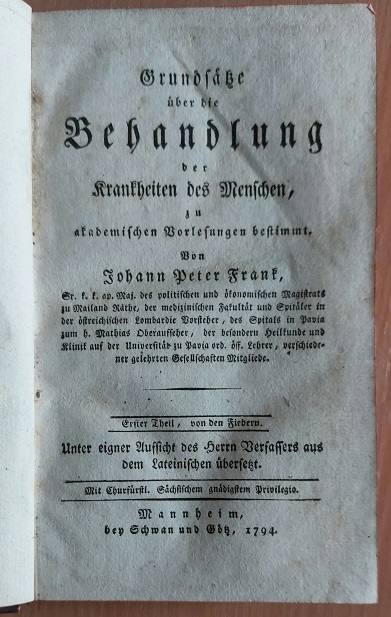 Grundsätze
über die
Behandlung
der
Krankheiten des Menschen,
zu
akademischen Vorlesungen bestimmt.
Von
Johann Peter Frank,
Sr. k. k. ap. Maj. des politischen und ökonomischen Magistrats
zu Mailand Räthe, der medizinischen Fakultät und Spitäler in
der östreichischen Lombardie Vorsteher, des Spitals in Pavia
zum h. Mathias Oberaufseher, der besondern Heilkunde und
Klinik auf der Universität zu Pavia ord. öff. Lehrer, verschiede-
ner gelehrten Gesellschaften Mitgliede.
Erster Theil, von den Fiebern.
Unter eigner Aufsicht des Herrn Verfassers aus
dem Lateinischen übersetzt.
Mit Churfürstl. Sächsischem gnädigstem Privilegio.
Mannheim,
bey Schwan und Götz, 1794.